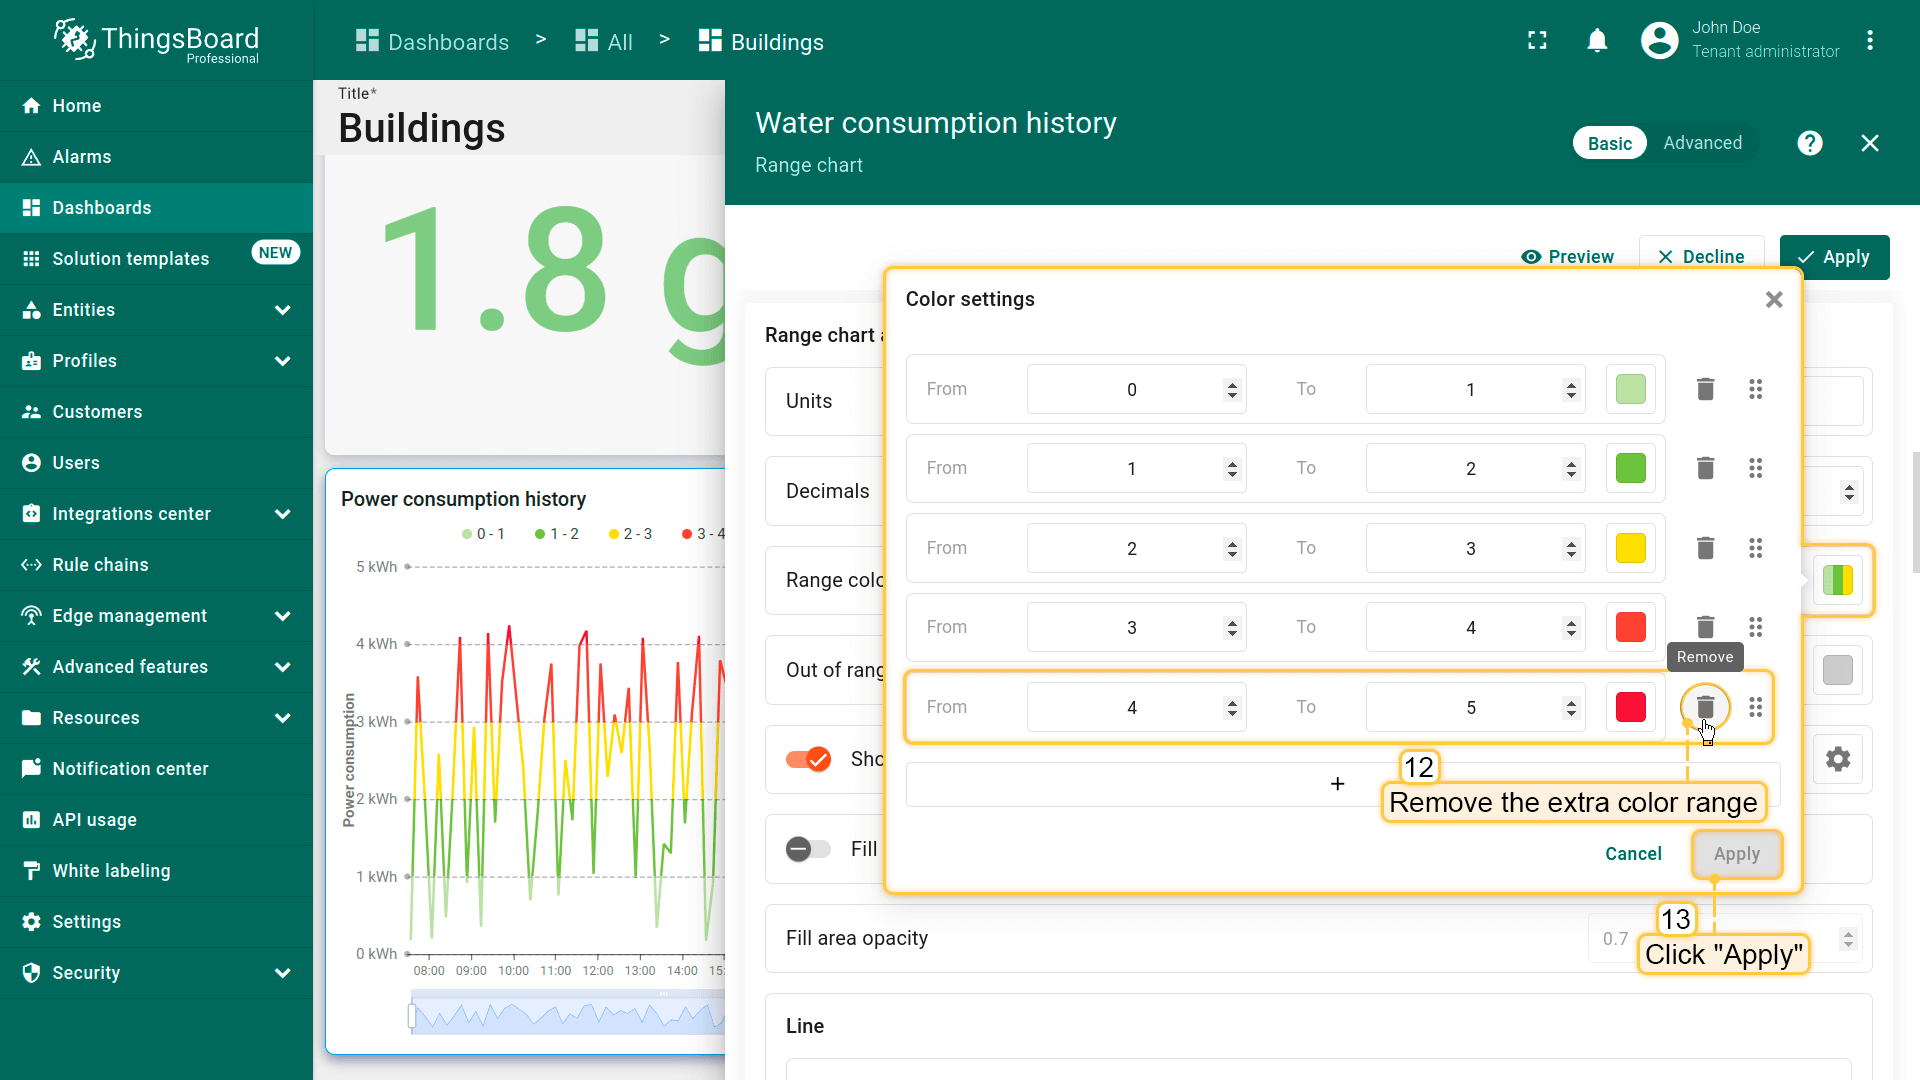 ThingsBoard
Professional
Dashboards > All > Buildings
John Doe
Tenant administrator
Home
Alarms
Dashboards
Solution templates
NEW
Entities
Profiles
Customers
Users
Integrations center
Rule chains
Edge management
Advanced features
Resources
Notification center
API usage
White labeling
Settings
Security
Title*
Buildings
1.8 g
Power consumption history
0 - 1
1 - 2
2 - 3
3 - 4
Power consumption
5 kWh
4 kWh
3 kWh
2 kWh
1 kWh
0 kWh
08:00 09:00 10:00 11:00 12:00 13:00 14:00 15:
Water consumption history
Range chart
Basic
Advanced
Preview
Decline
Apply
Range chart a
Units
Decimals
Range colo
Out of rang
Sho
Fill
Fill area opacity
0.7
Line
Color settings
From 0 To 1
From 1 To 2
From 2 To 3
From 3 To 4
Remove
From 4 To 5
+
12
Remove the extra color range
Cancel
Apply
13
Click "Apply"